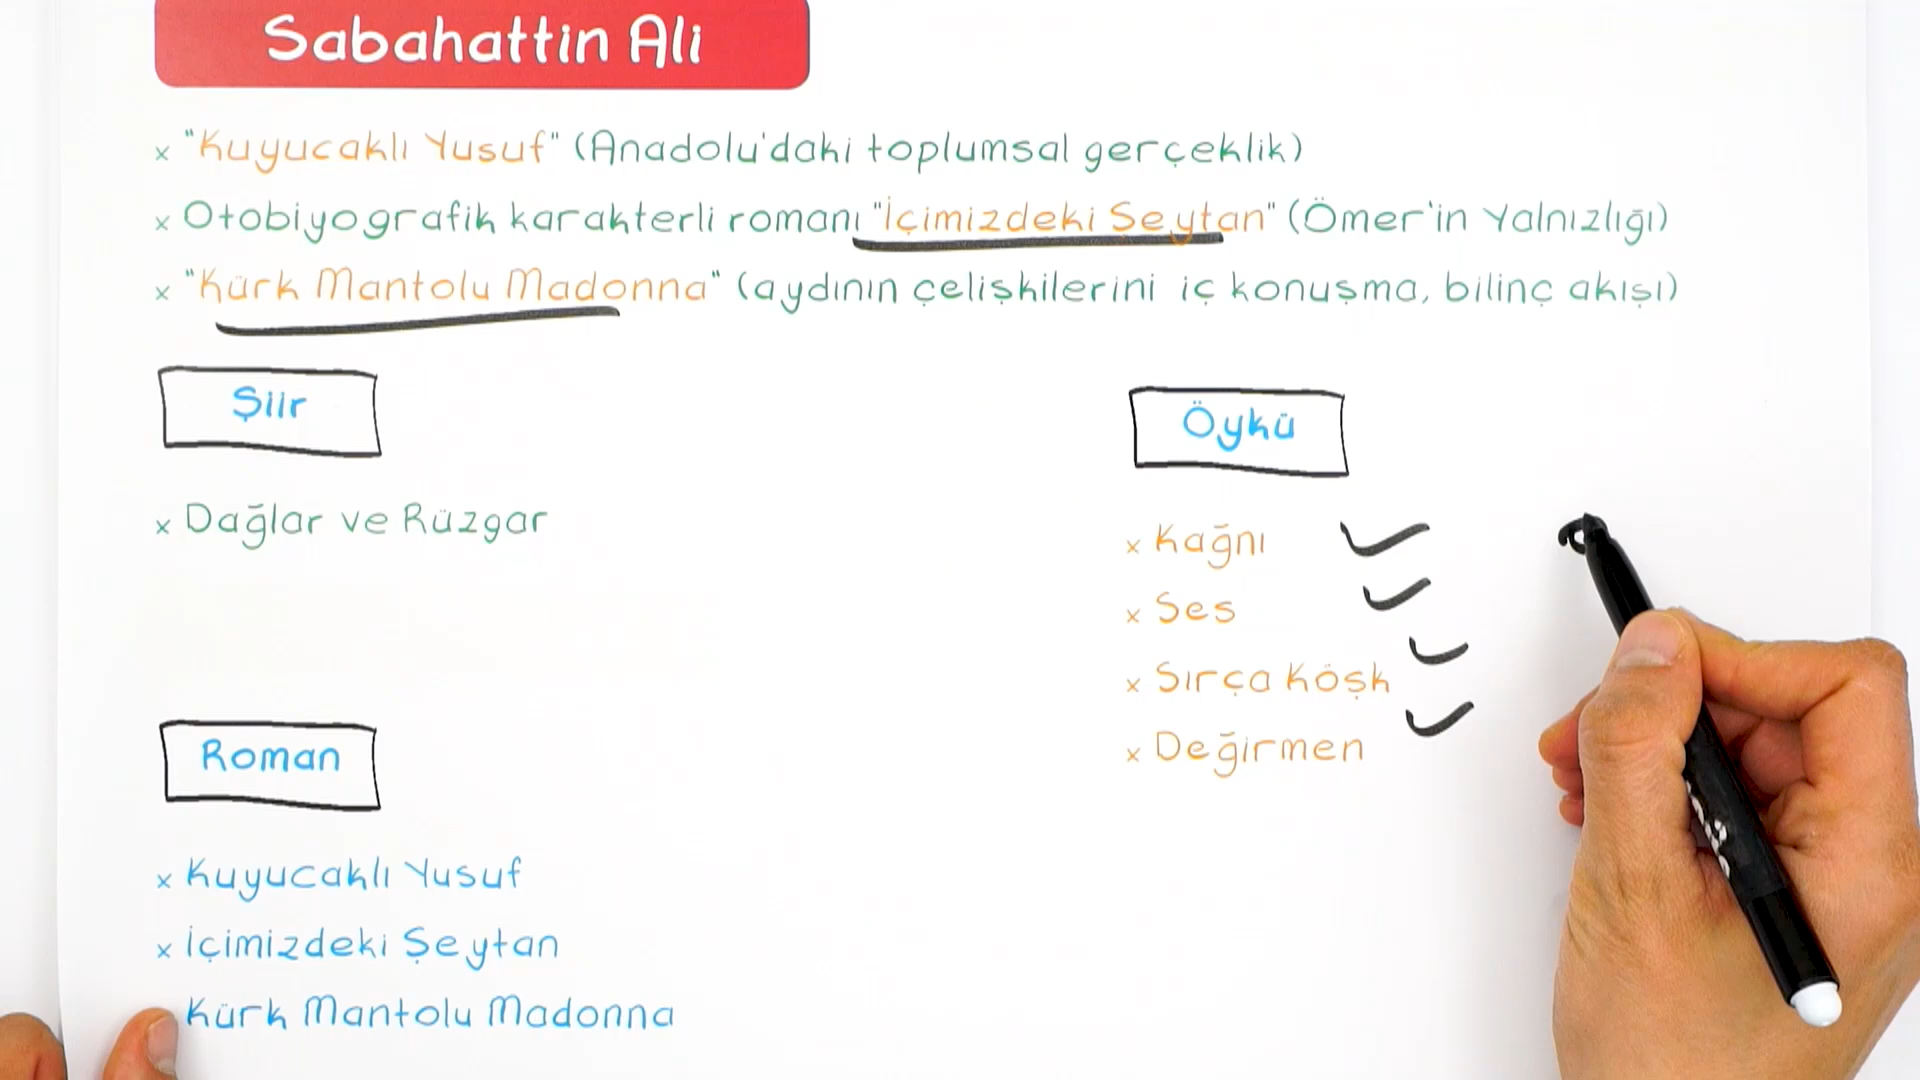 Sabahattin Ali
x "Kuyucaklı Yusuf" (Anadolu'daki toplumsal gerçeklik)
x Otobiyografik karakterli romanı "İçimizdeki Şeytan" (Ömer'in Yalnızlığı)
x "Kürk Mantolu Madonna" (aydının çelişkilerini iç konuşma, bilinç akışı)
Şiir
x Dağlar ve Rüzgar
Roman
x Kuyucaklı Yusuf
x İçimizdeki Şeytan
Kürk Mantolu Madonna
Öykü
x Kağnı
x Ses
x Sırça Köşk
x Değirmen